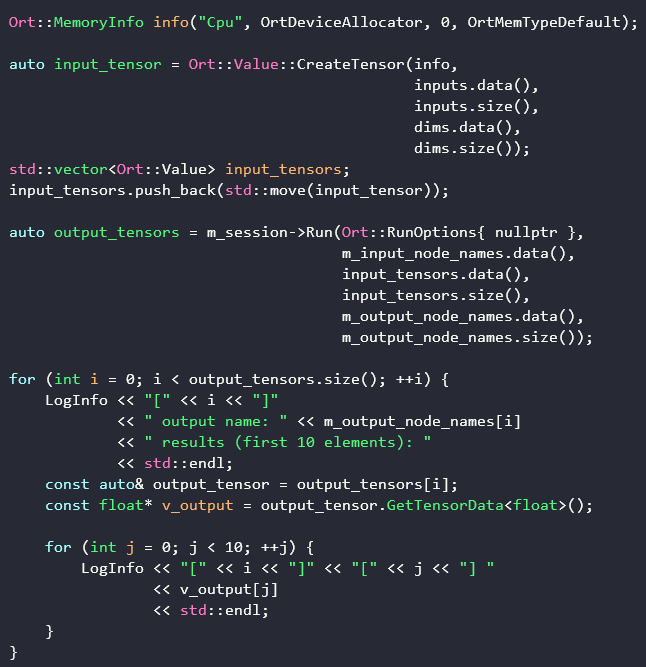 Ort::MemoryInfo info("Cpu", OrtDeviceAllocator, 0, OrtMemTypeDefault);
auto input_tensor = Ort::Value::CreateTensor(info,
inputs.data(),
inputs.size(),
dims.data(),
dims.size());
std::vector<Ort::Value> input_tensors;
input_tensors.push_back(std::move(input_tensor));
auto output_tensors = m_session->Run(Ort::RunOptions{ nullptr },
m_input_node_names.data(),
input_tensors.data(),
input_tensors.size(),
m_output_node_names.data(),
m_output_node_names.size());
for (int i = 0; i < output_tensors.size(); ++i) {
LogInfo << "[" << i << "]"
<< " output name: " << m_output_node_names[i]
<< " results (first 10 elements): "
<< std::endl;
const auto& output_tensor = output_tensors[i];
const float* v_output = output_tensor.GetTensorData<float>();
for (int j = 0; j < 10; ++j) {
LogInfo << "[" << i << "]" << "[" << j << "] "
<< v_output[j]
<< std::endl;
}
}